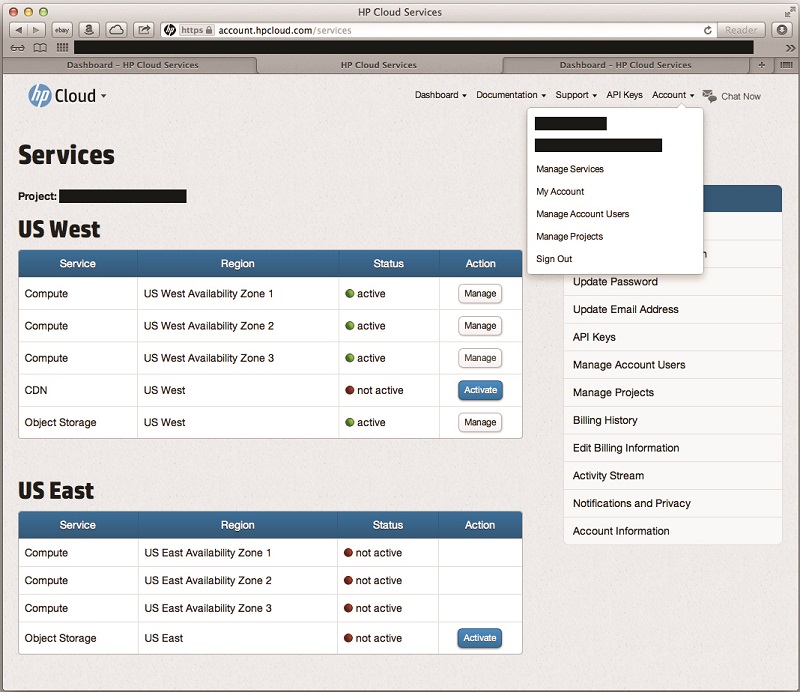 HP Cloud Services
ebay
https account.hpcloud.com/services
Reader
Dashboard – HP Cloud Services HP Cloud Services Dashboard – HP Cloud Services
hp Cloud
Dashboard Documentation Support API Keys Account Chat Now
Manage Services
My Account
Manage Account Users
Manage Projects
Sign Out
Services
Project:
US West
Service Region Status Action
Compute US West Availability Zone 1 active Manage
Compute US West Availability Zone 2 active Manage
Compute US West Availability Zone 3 active Manage
CDN US West not active Activate
Object Storage US West active Manage
US East
Service Region Status Action
Compute US East Availability Zone 1 not active
Compute US East Availability Zone 2 not active
Compute US East Availability Zone 3 not active
Object Storage US East not active Activate
Update Password
Update Email Address
API Keys
Manage Account Users
Manage Projects
Billing History
Edit Billing Information
Activity Stream
Notifications and Privacy
Account Information